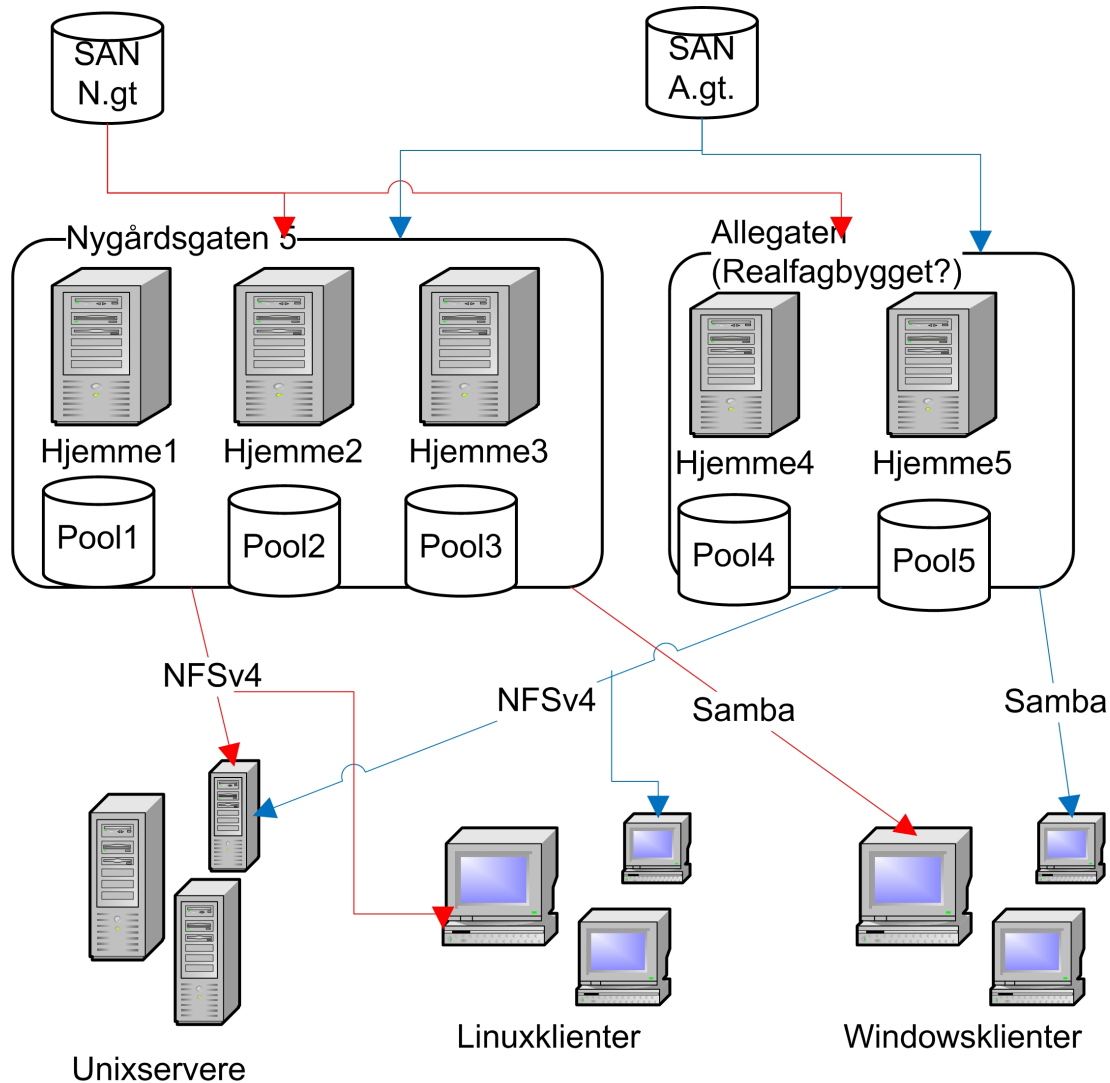 SAN
N.gt
SAN
A.gt.
Nygårdsgaten 5
Allegaten
(Realfagbygget?)
Hjemme1
Hjemme2
Hjemme3
Hjemme4
Hjemme5
Pool1
Pool2
Pool3
Pool4
Pool5
NFSv4
NFSv4
Samba
Samba
Unixservere
Linuxklienter
Windowsklienter